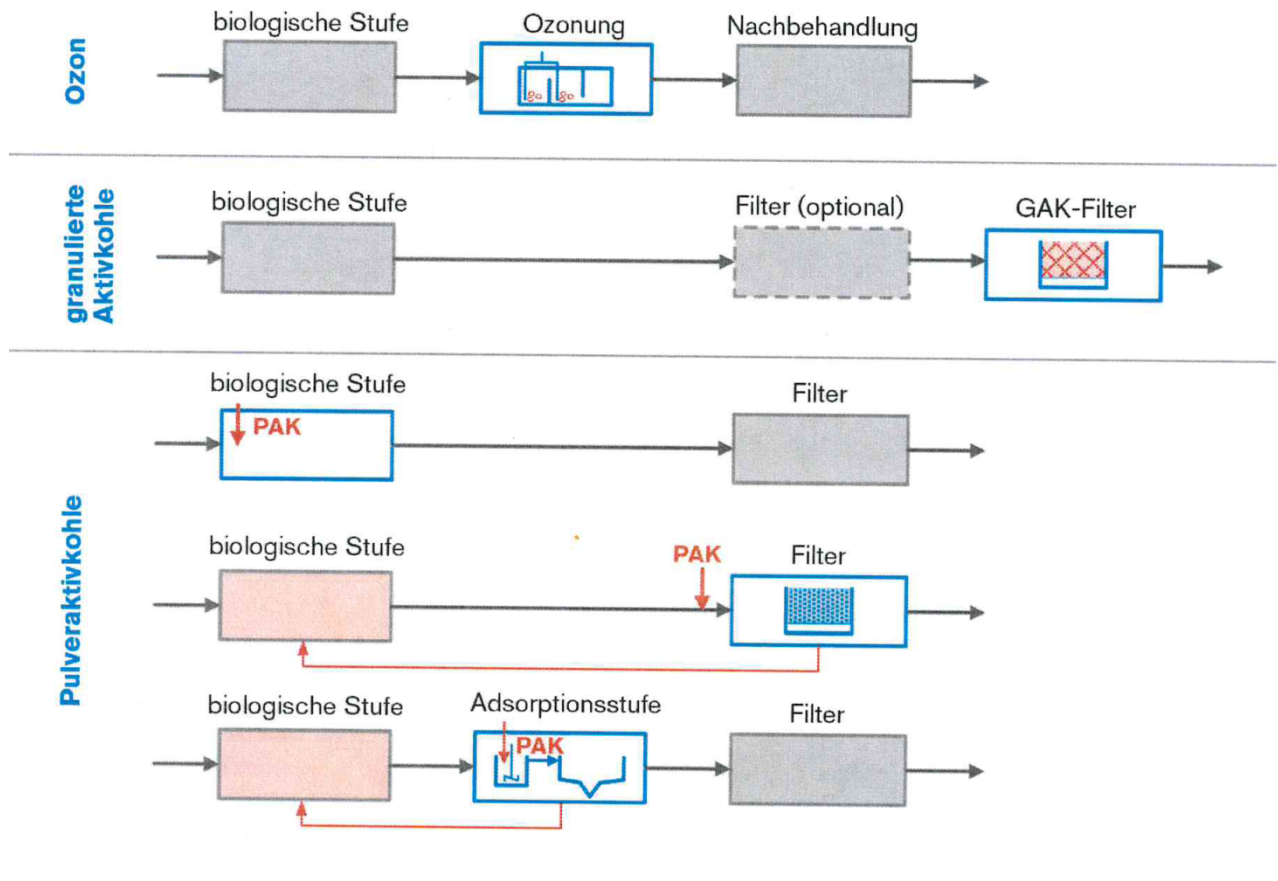 Ozon
biologische Stufe
Ozonung
Nachbehandlung
granulierte
Aktivkohle
biologische Stufe
Filter (optional)
GAK-Filter
Pulveraktivkohle
biologische Stufe
PAK
Filter
biologische Stufe
PAK
Filter
biologische Stufe
Adsorptionsstufe
PAK
Filter